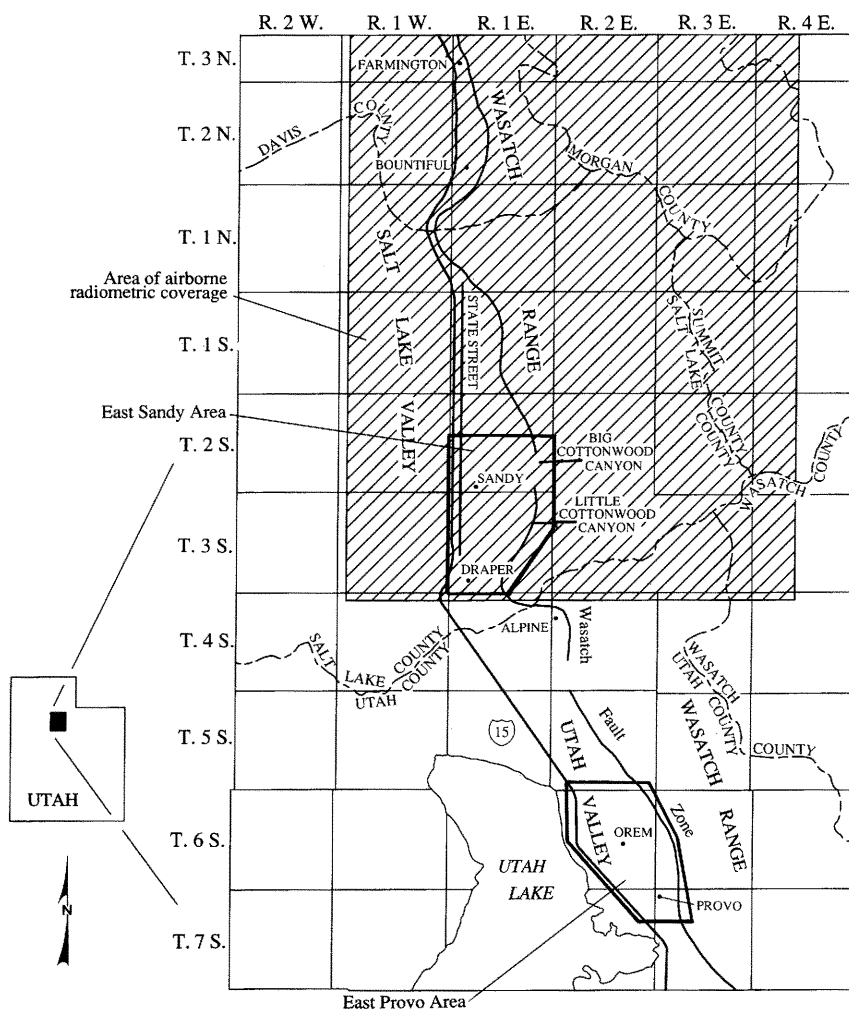 R. 2 W.
R. 1 W.
R. 1 E.
R. 2 E.
R. 3 E.
R. 4 E.
T. 3 N.
T. 2 N.
T. 1 N.
T. 1 S.
T. 2 S.
T. 3 S.
T. 4 S.
T. 5 S.
T. 6 S.
T. 7 S.
FARMINGTON
WASATCH
RANGE
DAVIS
COUNTY
MORGAN
COUNTY
BOUNTIFUL
SALT
LAKE
VALLEY
Area of airborne
radiometric coverage
STATE STREET
SUMMIT
COUNTY
SALT LAKE
COUNTY
East Sandy Area
BIG
COTTONWOOD
CANYON
SANDY
WASATCH
COUNTY
LITTLE
COTTONWOOD
CANYON
DRAPER
ALPINE
Wasatch
Fault
Zone
SALT
LAKE
COUNTY
UTAH
COUNTY
WASATCH
UTAH
COUNTY
COUNTY
15
UTAH
VALLEY
WASATCH
RANGE
UTAH
OREM
UTAH
LAKE
PROVO
N
East Provo Area